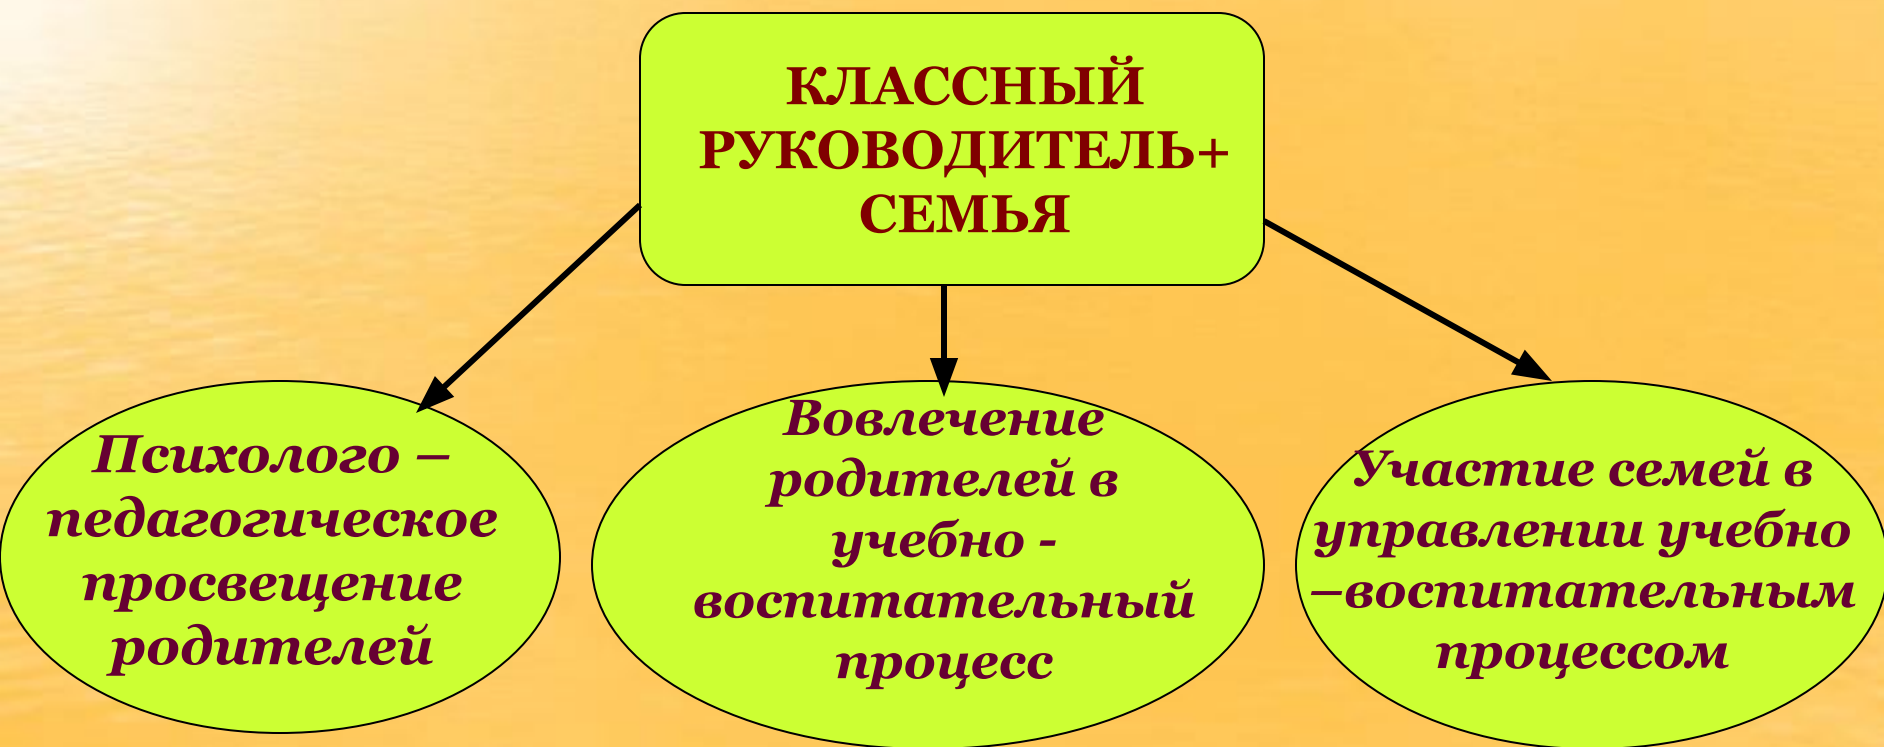 КЛАССНЫЙ
РУКОВОДИТЕЛЬ+
СЕМЬЯ
Психолого –
педагогическое
просвещение
родителей
Вовлечение
родителей в
учебно -
воспитательный
процесс
Участие семей в
управлении учебно
–воспитательным
процессом